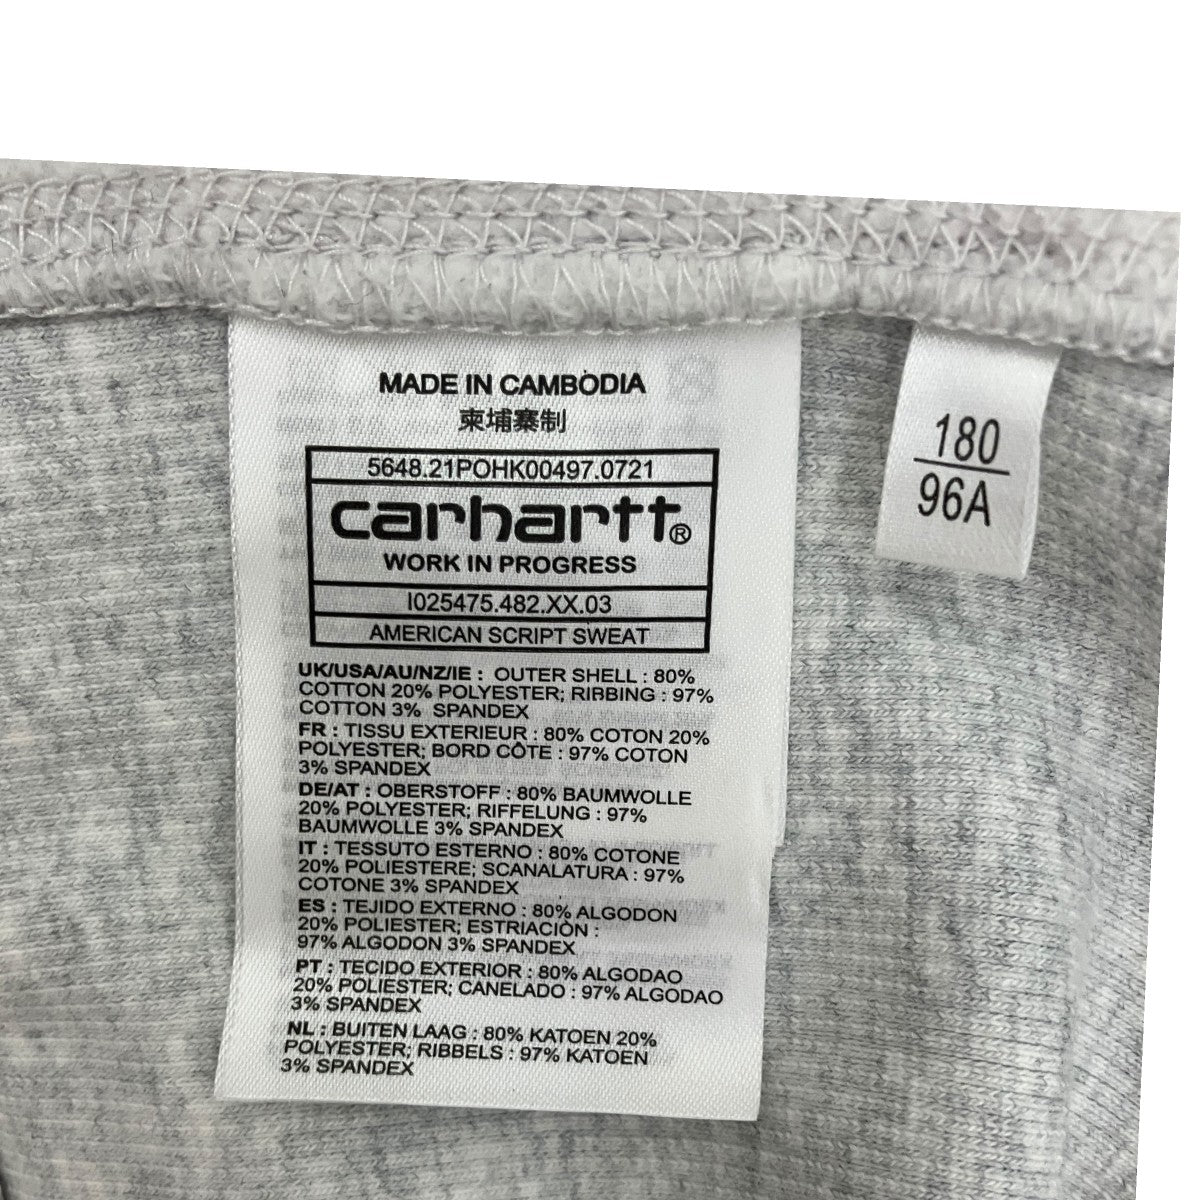 MADE IN CAMBODIA
柬埔寨制
5648.21POHK00497.0721
carhartt®
WORK IN PROGRESS
I025475.482.XX.03
AMERICAN SCRIPT SWEAT
UK/USA/AU/NZ/IE : OUTER SHELL : 80%
COTTON 20% POLYESTER; RIBBING : 97%
COTTON 3% SPANDEX
FR : TISSU EXTERIEUR : 80% COTON 20%
POLYESTER; BORD CÔTE : 97% COTON
3% SPANDEX
DE/AT : OBERSTOFF : 80% BAUMWOLLE
20% POLYESTER; RIFFELUNG : 97%
BAUMWOLLE 3% SPANDEX
IT : TESSUTO ESTERNO : 80% COTONE
20% POLIESTERE; SCANALATURA : 97%
COTONE 3% SPANDEX
ES : TEJIDO EXTERNO : 80% ALGODON
20% POLIESTER; ESTRIACIÒN :
97% ALGODON 3% SPANDEX
PT : TECIDO EXTERIOR : 80% ALGODAO
20% POLIESTER; CANELADO : 97% ALGODAO
3% SPANDEX
NL : BUITEN LAAG : 80% KATOEN 20%
POLYESTER; RIBBELS : 97% KATOEN
3% SPANDEX
180
96A